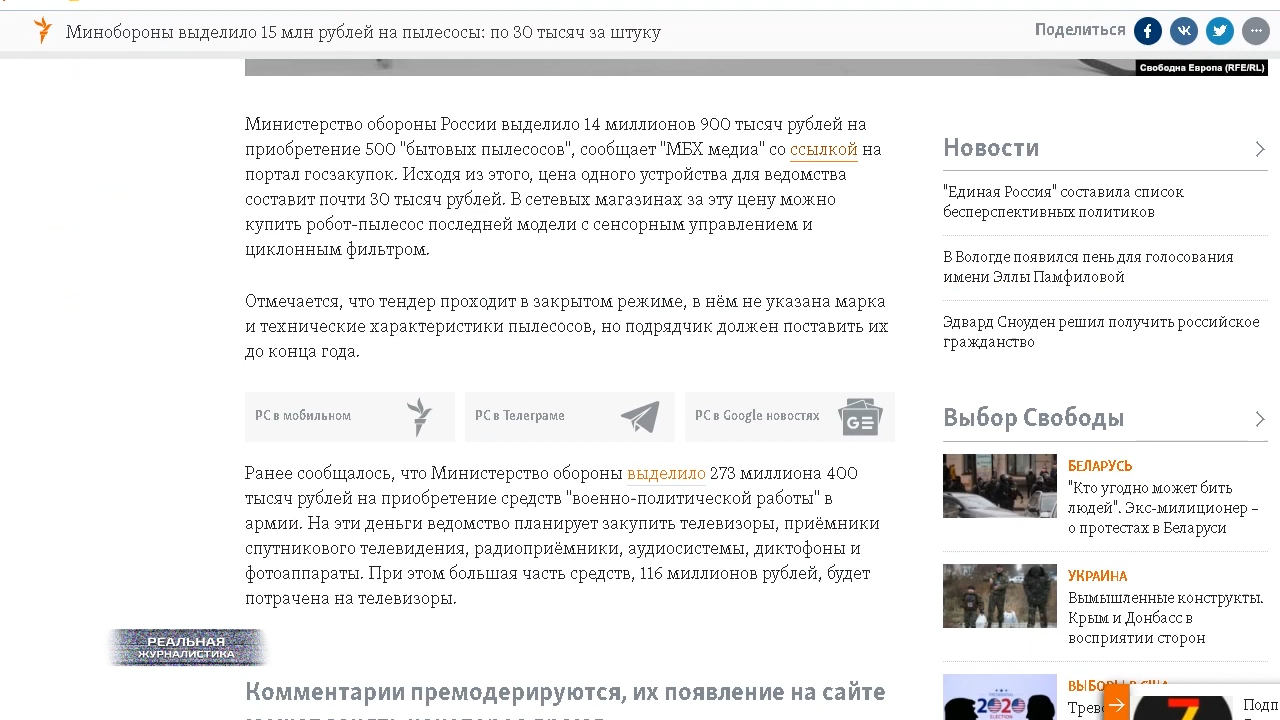 Минобороны выделило 15 млн рублей на пылесосы: по 30 тысяч за штуку
Поделиться
Свободна Европа (RFE/RL)
Министерство обороны России выделило 14 миллионов 900 тысяч рублей на
приобретение 500 "бытовых пылесосов", сообщает "МБХ медиа" со ссылкой на
портал госзакупок. Исходя из этого, цена одного устройства для ведомства
составит почти 30 тысяч рублей. В сетевых магазинах за эту цену можно
купить робот-пылесос последней модели с сенсорным управлением и
циклонным фильтром.
Отмечается, что тендер проходит в закрытом режиме, в нём не указана марка
и технические характеристики пылесосов, но подрядчик должен поставить их
до конца года.
РС в мобильном
РС в Телеграме
РС в Google новостях
GE
Ранее сообщалось, что Министерство обороны выделило 273 миллиона 400
тысяч рублей на приобретение средств "военно-политической работы" в
армии. На эти деньги ведомство планирует закупить телевизоры, приёмники
спутникового телевидения, радиоприёмники, аудиосистемы, диктофоны и
фотоаппараты. При этом большая часть средств, 116 миллионов рублей, будет
потрачена на телевизоры.
РЕАЛЬНАЯ
ЖУРНАЛИСТИКА
Комментарии премодерируются, их появление на сайте
Новости
"Единая Россия" составила список
бесперспективных политиков
В Вологде появился пень для голосования
имени Эллы Памфиловой
Эдвард Сноуден решил получить российское
гражданство
Выбор Свободы
БЕЛАРУСЬ
"Кто угодно может бить
людей". Экс-милиционер –
о протестах в Беларуси
УКРАИНА
Вымышленные конструкты.
Крым и Донбасс в
восприятии сторон
2020
ELECTION